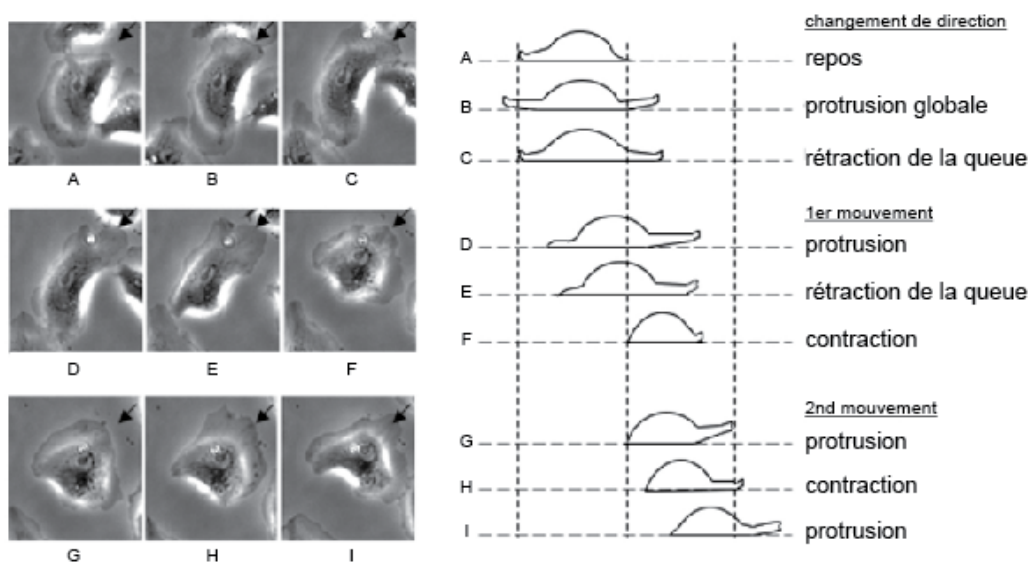 A B C
D E F
G H I
changement de direction
A repos
B protrusion globale
C rétraction de la queue
1er mouvement
D protrusion
E rétraction de la queue
F contraction
2nd mouvement
G protrusion
H contraction
I protrusion